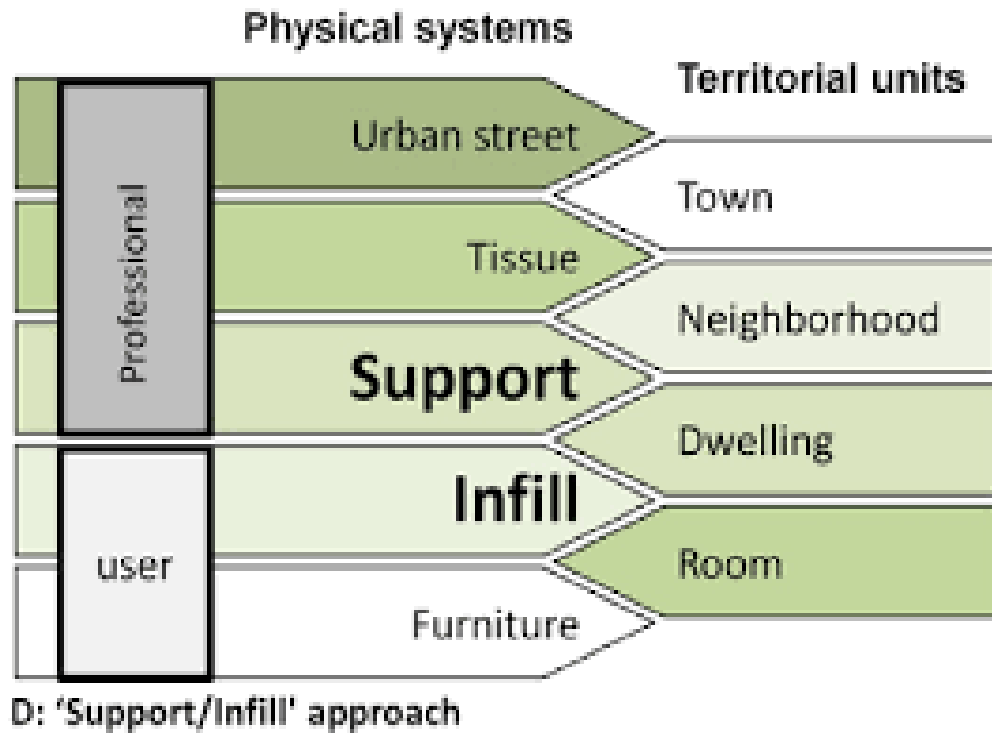 Physical systems
Territorial units
Urban street
Town
Tissue
Neighborhood
Support
Dwelling
Infill
Room
Furniture
Professional
user
D: ‘Support/Infill’ approach